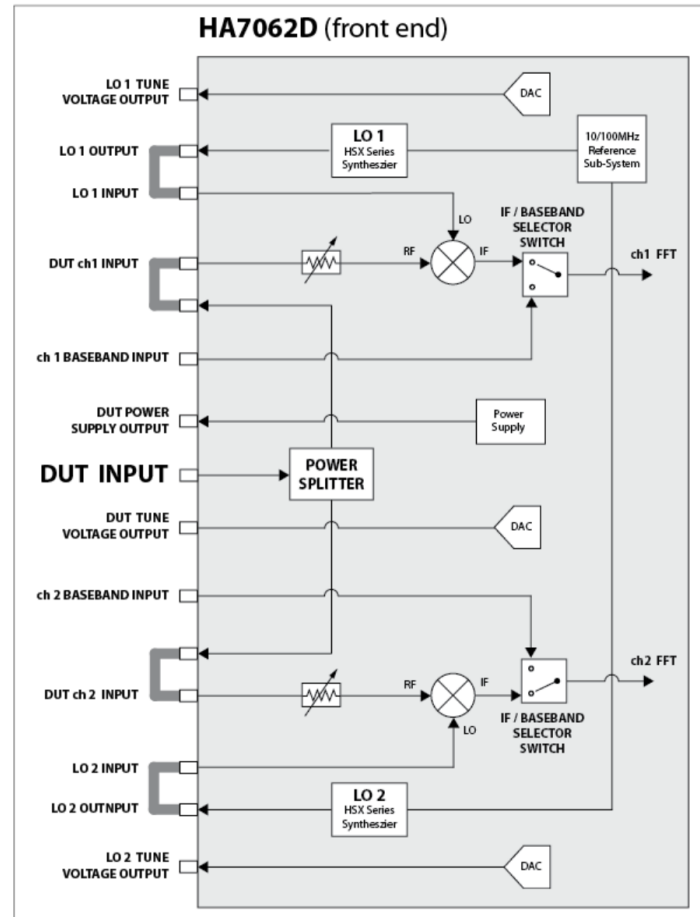 HA7062D (front end)
LO 1 TUNE
VOLTAGE OUTPUT
DAC
LO 1 OUTPUT
LO 1
HSX Series
Syntheszier
10/100MHz
Reference
Sub-System
LO 1 INPUT
LO
IF / BASEBAND
SELECTOR
SWITCH
DUT ch1 INPUT
RF
IF
ch1 FFT
ch 1 BASEBAND INPUT
DUT POWER
SUPPLY OUTPUT
Power
Supply
DUT INPUT
POWER
SPLITTER
DUT TUNE
VOLTAGE OUTPUT
DAC
ch 2 BASEBAND INPUT
ch2 FFT
DUT ch2 INPUT
RF
IF
LO
IF / BASEBAND
SELECTOR
SWITCH
LO 2 INPUT
LO 2 OUTNPUT
LO 2
HSX Series
Syntheszier
LO 2 TUNE
VOLTAGE OUTPUT
DAC